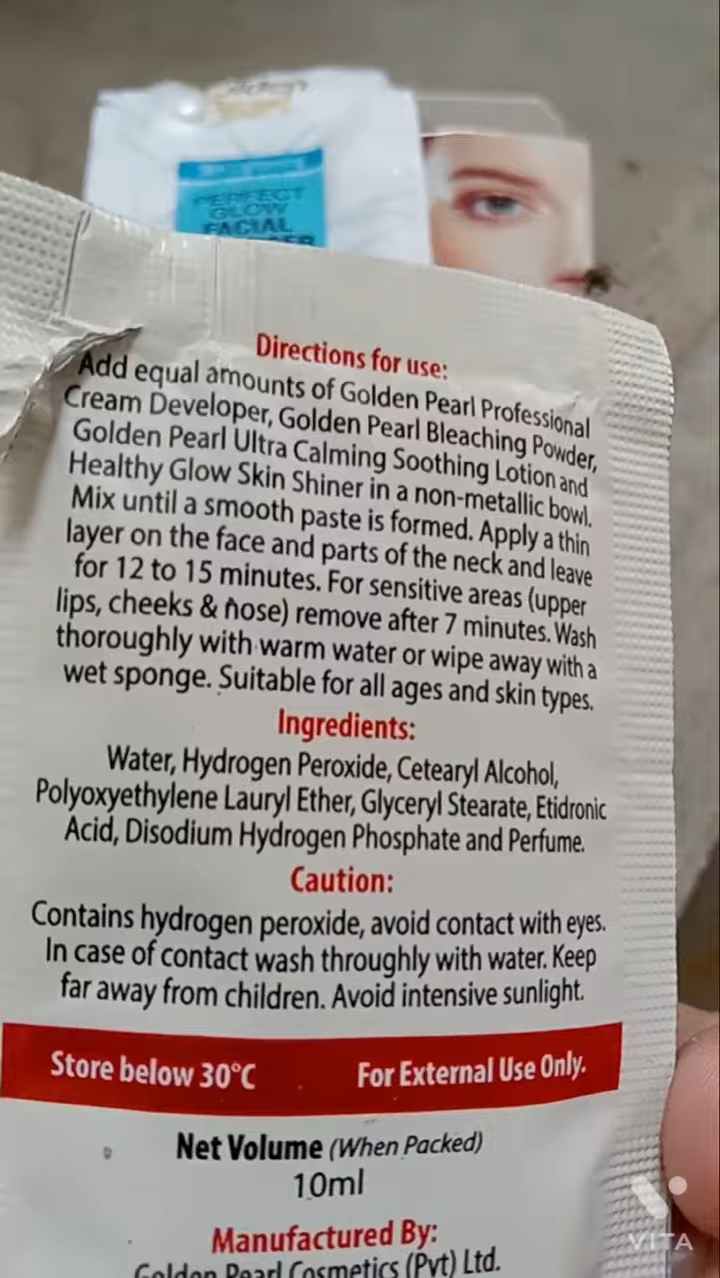 PERFECT
GLOW
FACIAL
Directions for use:
Add equal amounts of Golden Pearl Professional
Cream Developer, Golden Pearl Bleaching Powder,
Golden Pearl Ultra Calming Soothing Lotion and
Healthy Glow Skin Shiner in a non-metallic bowl.
Mix until a smooth paste is formed. Apply a thin
layer on the face and parts of the neck and leave
for 12 to 15 minutes. For sensitive areas (upper
lips, cheeks & nose) remove after 7 minutes. Wash
thoroughly with warm water or wipe away with a
wet sponge. Suitable for all ages and skin types.
Ingredients:
Water, Hydrogen Peroxide, Cetearyl Alcohol,
Polyoxyethylene Lauryl Ether, Glyceryl Stearate, Etidronic
Acid, Disodium Hydrogen Phosphate and Perfume.
Caution:
Contains hydrogen peroxide, avoid contact with eyes.
In case of contact wash throughly with water. Keep
far away from children. Avoid intensive sunlight.
Store below 30°C For External Use Only.
Net Volume (When Packed)
10ml
Manufactured By:
Golden Pearl Cosmetics (Pvt) Ltd.
VITA